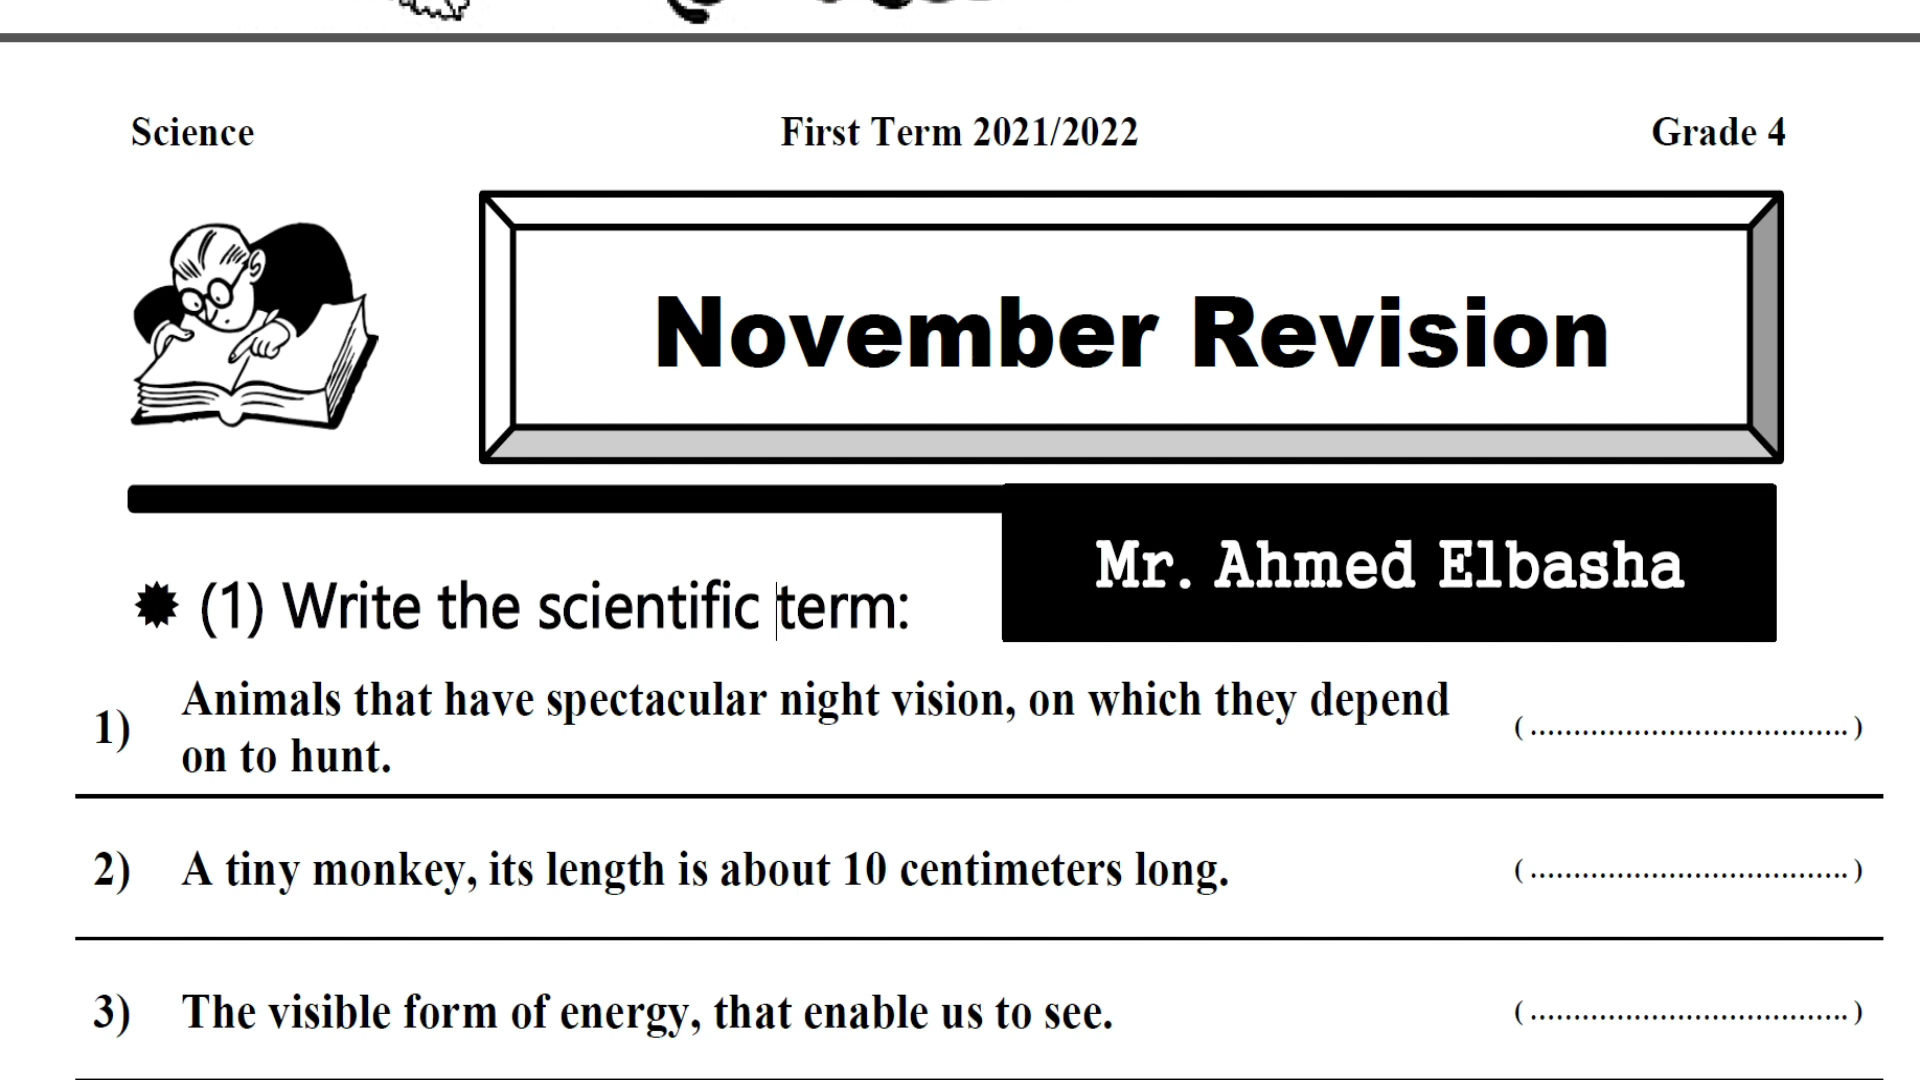 Science First Term 2021/2022 Grade 4
November Revision
Mr. Ahmed Elbasha
(1) Write the scientific term:
1) Animals that have spectacular night vision, on which they depend
on to hunt. (.....................................)
2) A tiny monkey, its length is about 10 centimeters long. (.....................................)
3) The visible form of energy, that enable us to see. (.....................................)